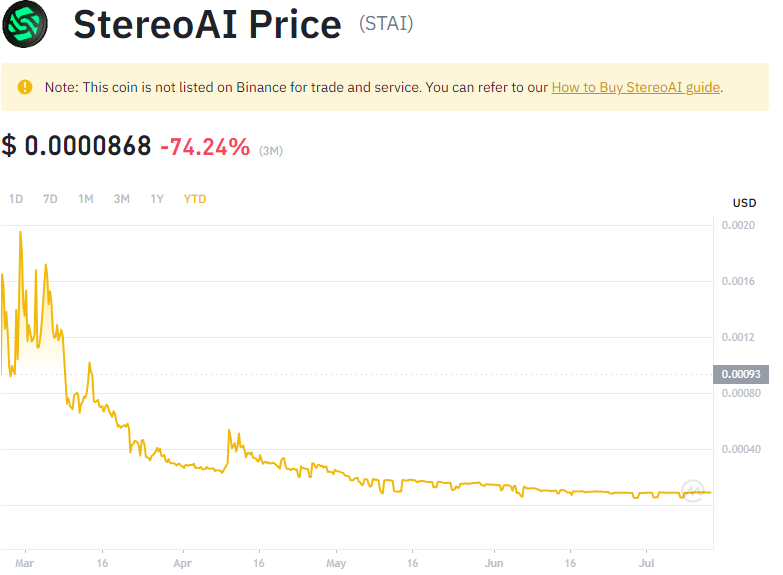 StereoAI Price (STAI)
Note: This coin is not listed on Binance for trade and service. You can refer to our How to Buy StereoAI guide.
$ 0.0000868 -74.24% (3M)
1D 7D 1M 3M 1Y YTD
USD
0.0020
0.0016
0.0012
0.00093
0.00080
0.00040
Mar 16 Apr 16 May 16 Jun 16 Jul